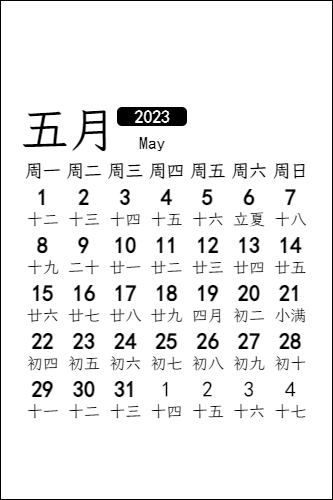 五月 2023
May
周一 周二 周三 周四 周五 周六 周日
1 2 3 4 5 6 7
十二 十三 十四 十五 十六 立夏 十八
8 9 10 11 12 13 14
十九 二十 廿一 廿二 廿三 廿四 廿五
15 16 17 18 19 20 21
廿六 廿七 廿八 廿九 四月 初二 小满
22 23 24 25 26 27 28
初四 初五 初六 初七 初八 初九 初十
29 30 31 1 2 3 4
十一 十二 十三 十四 十五 十六 十七